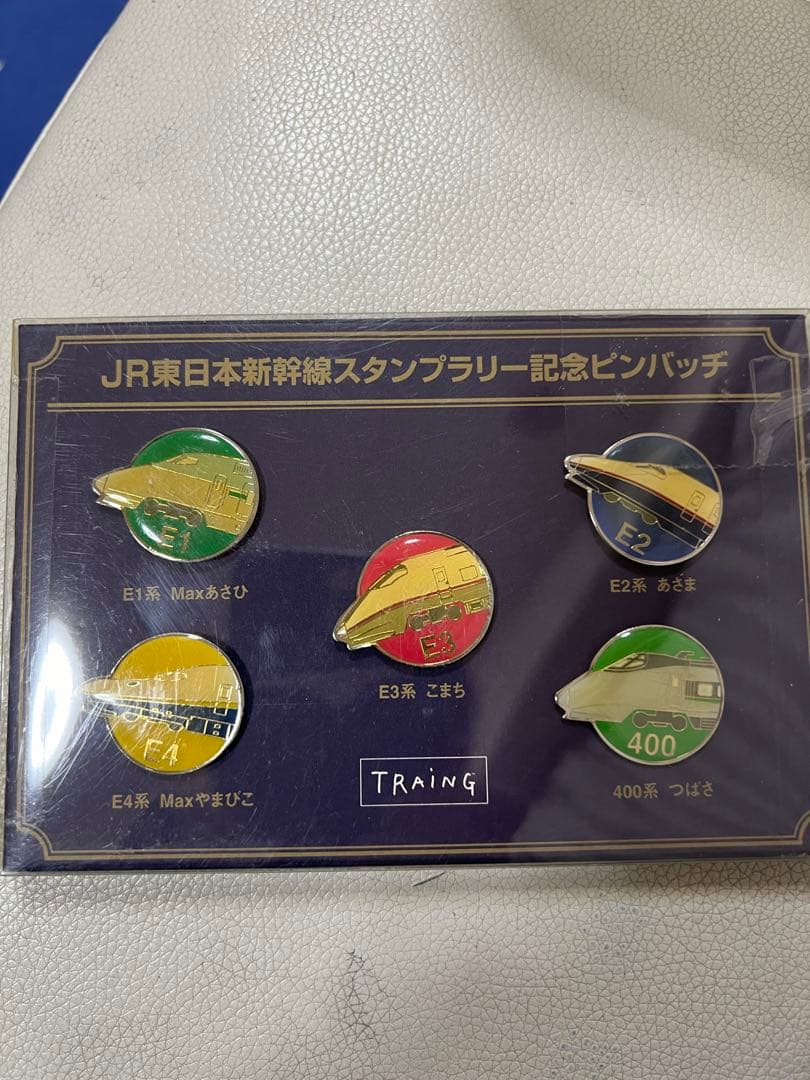 JR東日本新幹線スタンプラリー記念ピンバッヂ
E1
E1系 Maxあさひ
E2
E2系 あさま
E3
E3系 こまち
E4
E4系 Maxやまびこ
400
400系 つばさ
TRAiNG